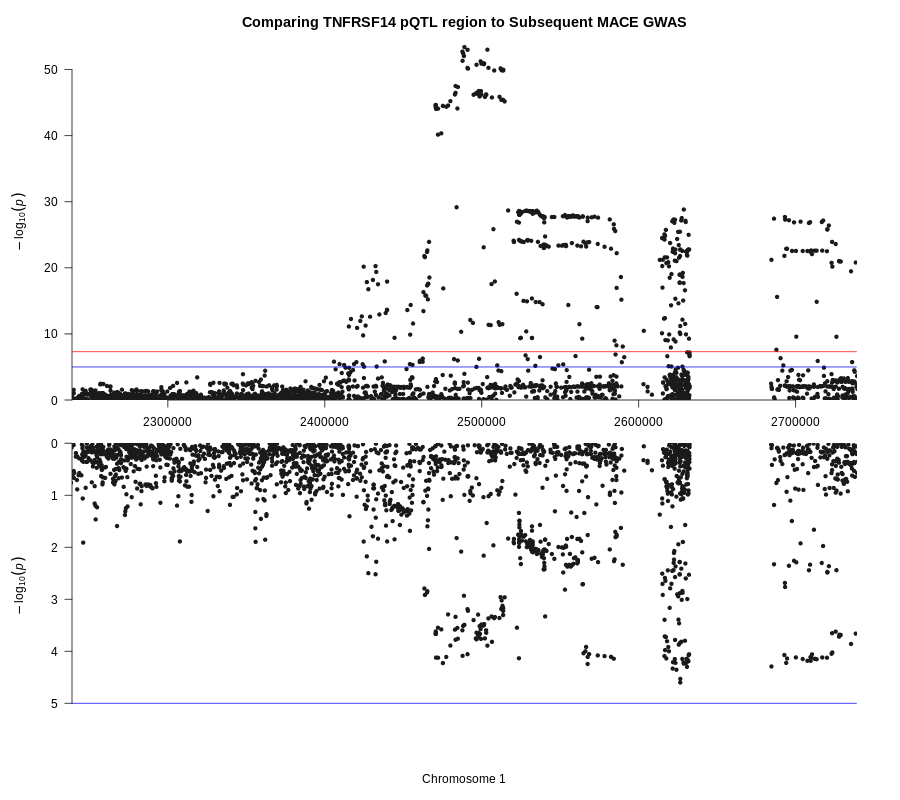 Comparing TNFRSF14 pQTL region to Subsequent MACE GWAS
50
40
30
20
10
0
− log10(p)
2300000 2400000 2500000 2600000 2700000
0
1
2
3
4
5
− log10(p)
Chromosome 1